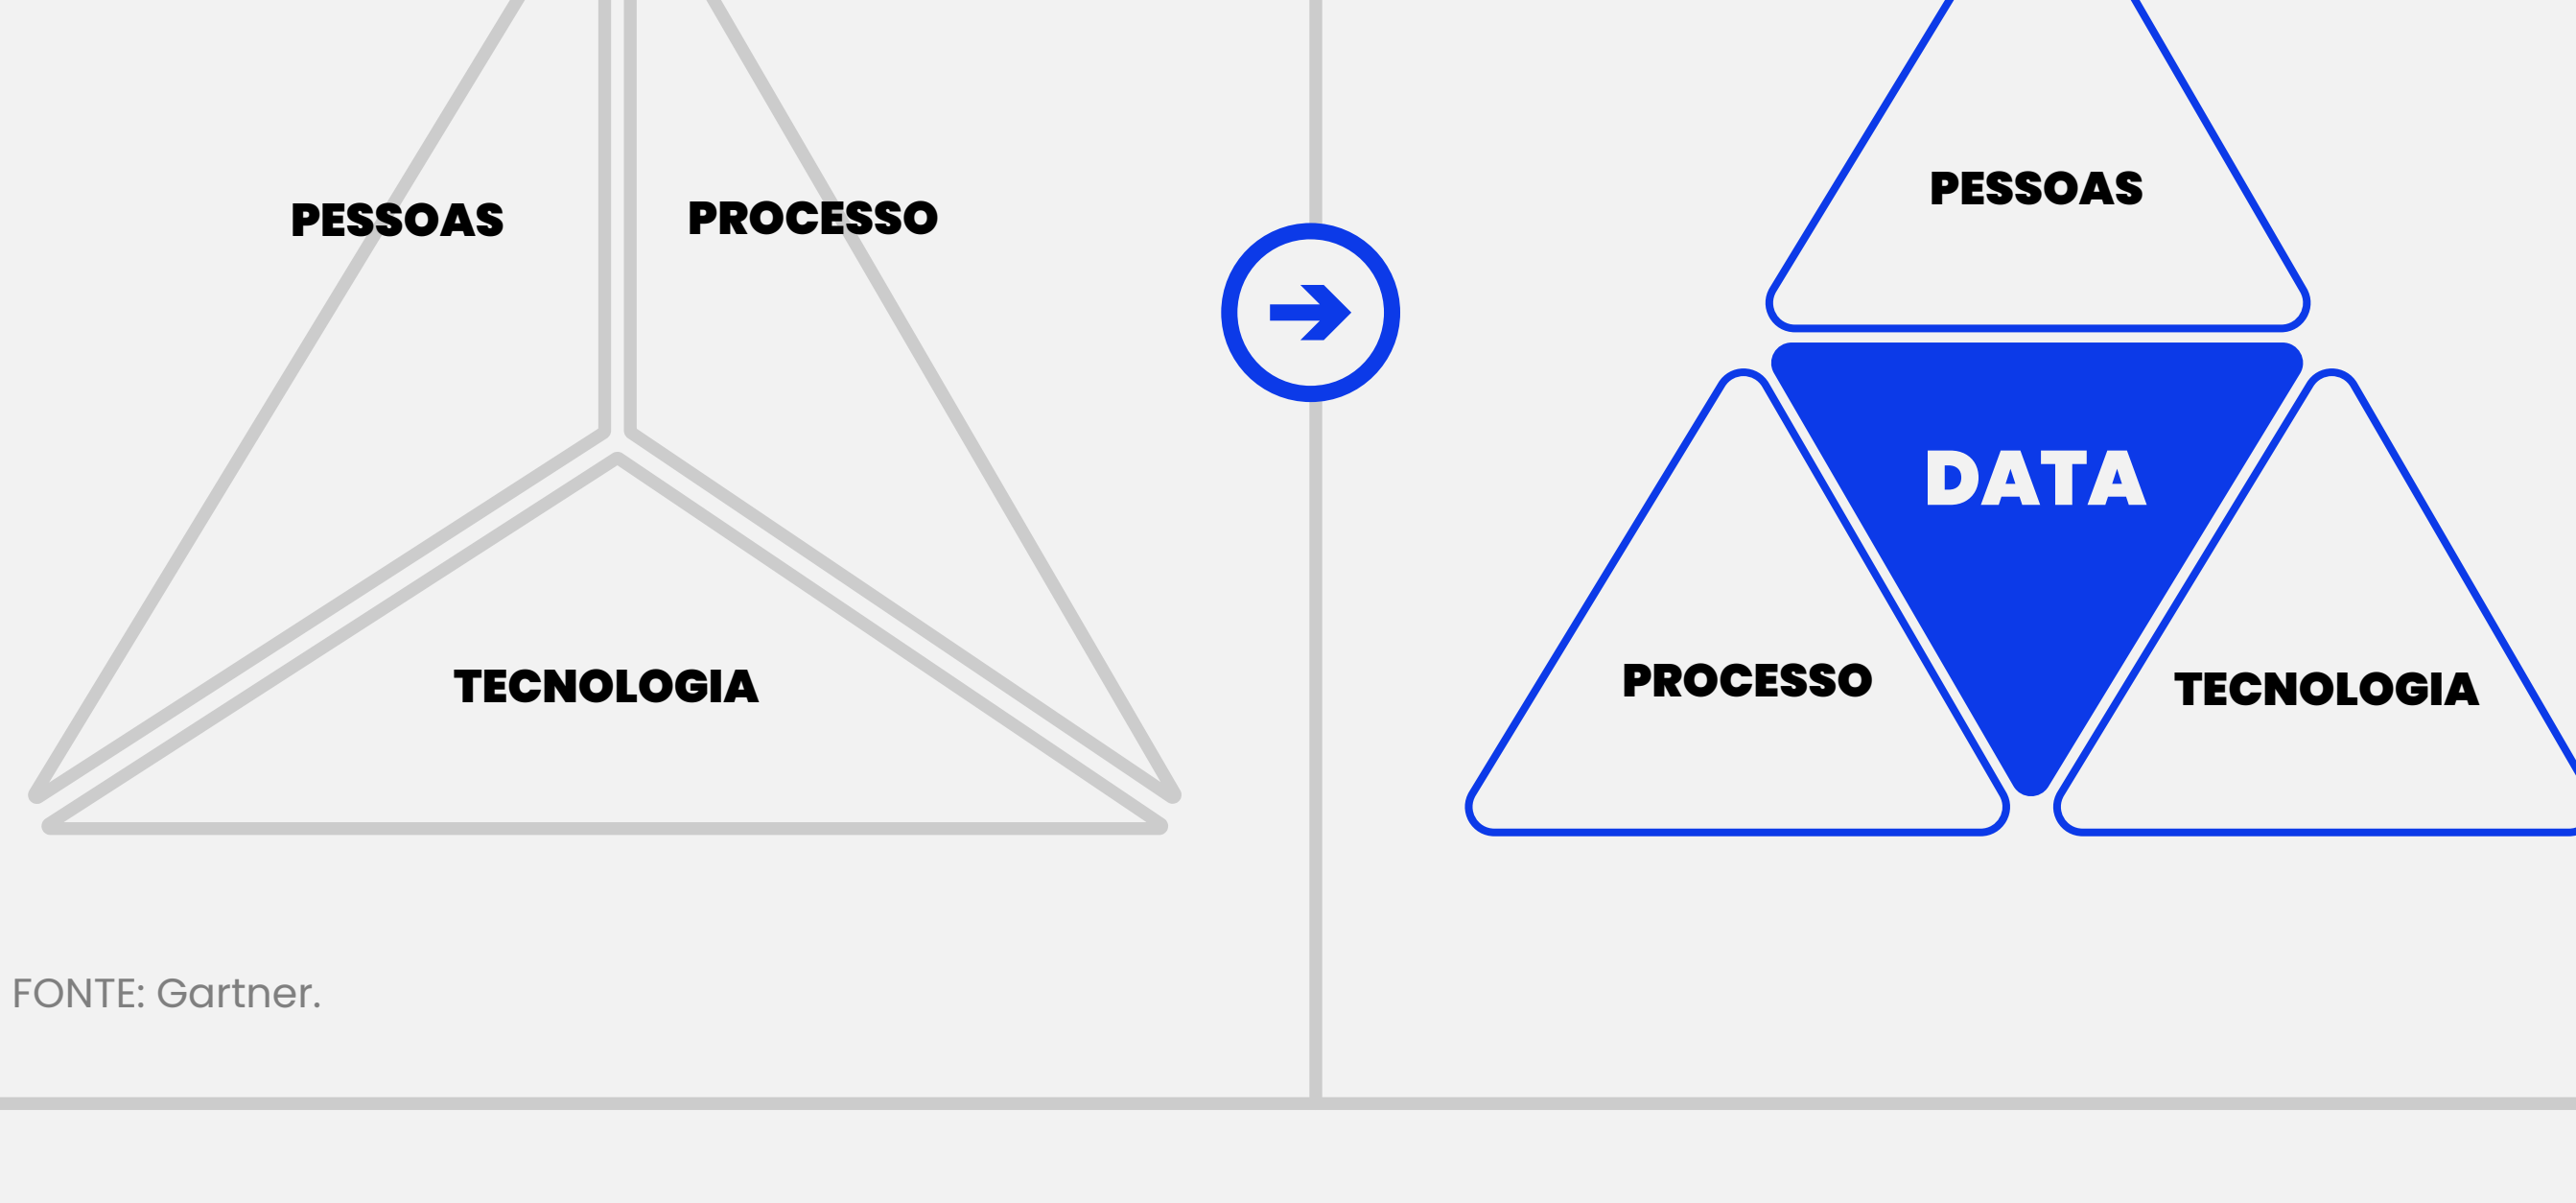 PESSOAS
PROCESSO
TECNOLOGIA
PESSOAS
DATA
PROCESSO
TECNOLOGIA
FONTE: Gartner.